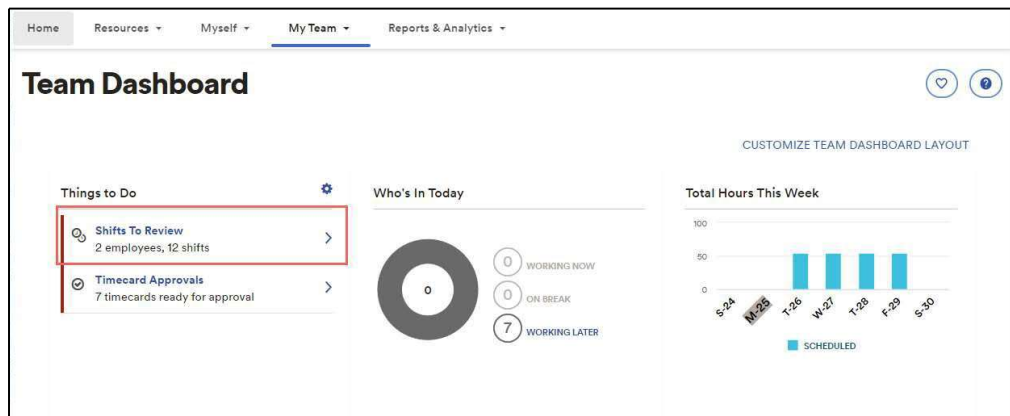 Home Resources Myself My Team Reports & Analytics
Team Dashboard
CUSTOMIZE TEAM DASHBOARD LAYOUT
Things to Do
Shifts To Review
2 employees, 12 shifts
Timecard Approvals
7 timecards ready for approval
Who's In Today
0
0 WORKING NOW
0 ON BREAK
7 WORKING LATER
Total Hours This Week
100
50
0
S-24 M-25 T-26 W-27 T-28 F-29 S-30
SCHEDULED